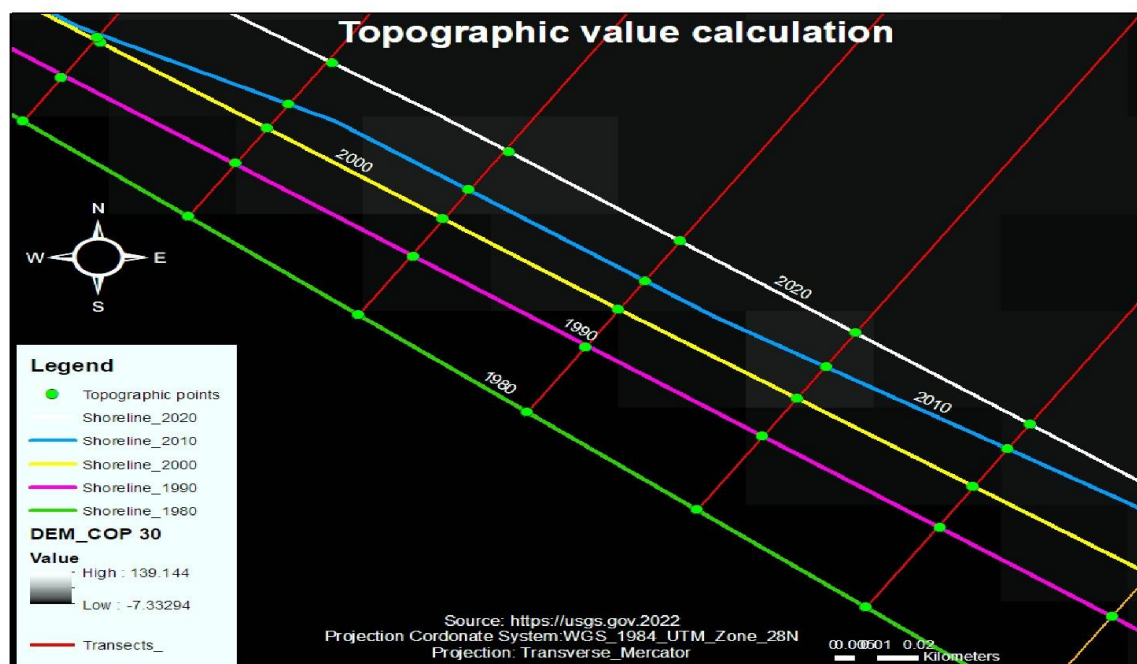 Topographic value calculation
2000
2020
1990
1980
2010
N
W E
S
Legend
Topographic points
Shoreline_2020
Shoreline_2010
Shoreline_2000
Shoreline_1990
Shoreline_1980
DEM_COP 30
Value
High : 139.144
Low : -7.33294
Transects_
Source: https://usgs.gov.2022
Projection Cordonate System:WGS_1984_UTM_Zone_28N
Projection: Transverse_Mercator
0.02
Kilometers